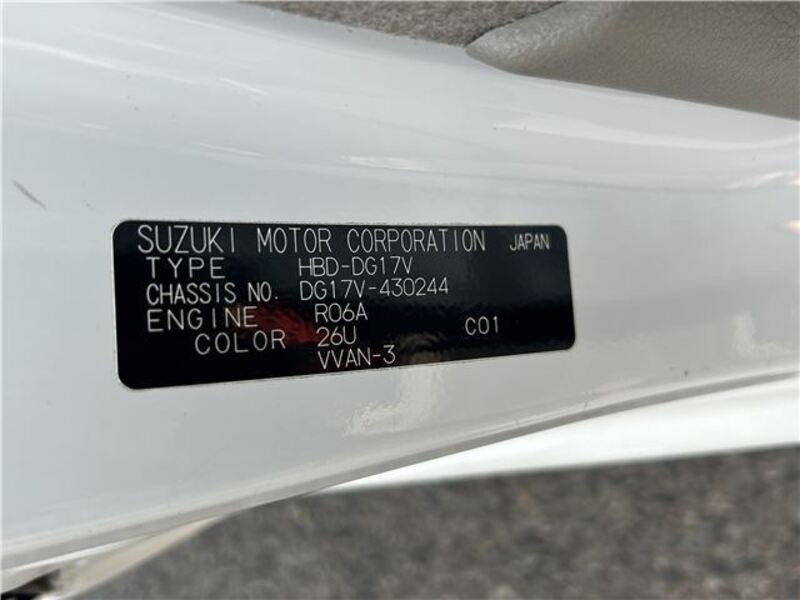 SUZUKI MOTOR CORPORATION JAPAN
TYPE HBD-DG17V
CHASSIS NO. DG17V-430244
ENGINE R06A
COLOR 26U C01
VVAN-3